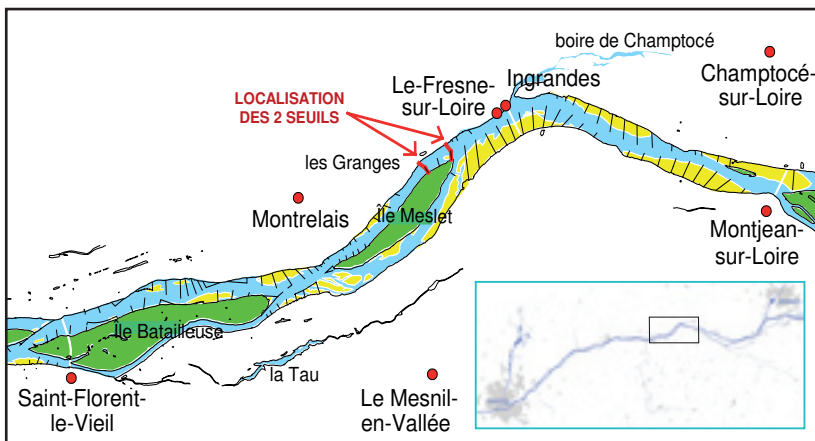 boire de Champtocé
Le-Fresne-
sur-Loire
Ingrandes
Champtocé-
sur-Loire
LOCALISATION
DES 2 SEUILS
les Granges
Île Meslet
Montrelais
Montjean-
sur-Loire
Île Batailleuse
la Tau
Saint-Florent-
le-Vieil
Le Mesnil-
en-Vallée